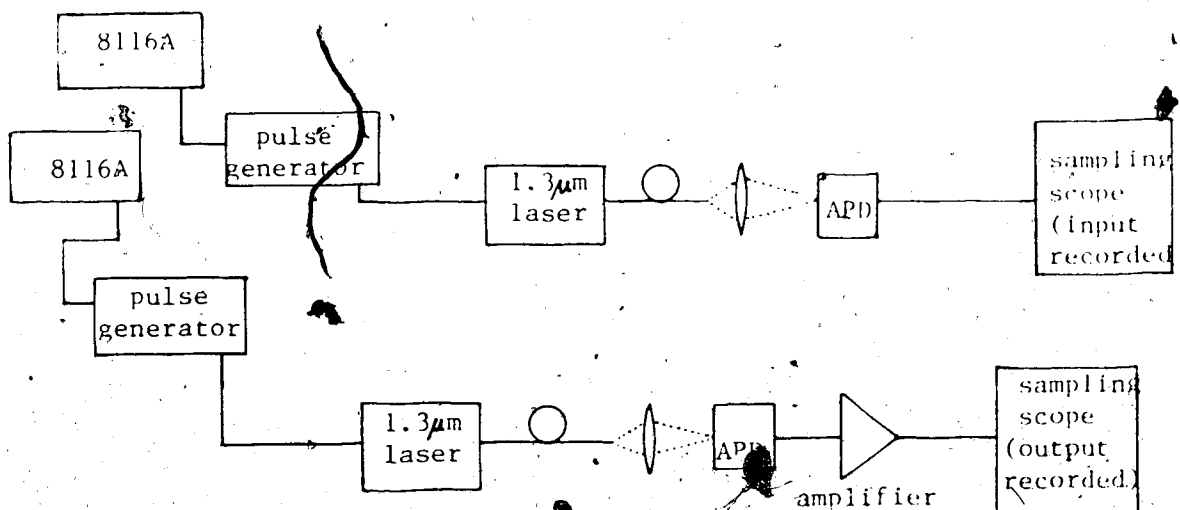 8116A
pulse
generator
1.3μm
laser
APD
sampling
scope
(input
recorded
8116A
pulse
generator
1.3μm
laser
APD
amplifier
sampling
scope
(output
recorded)